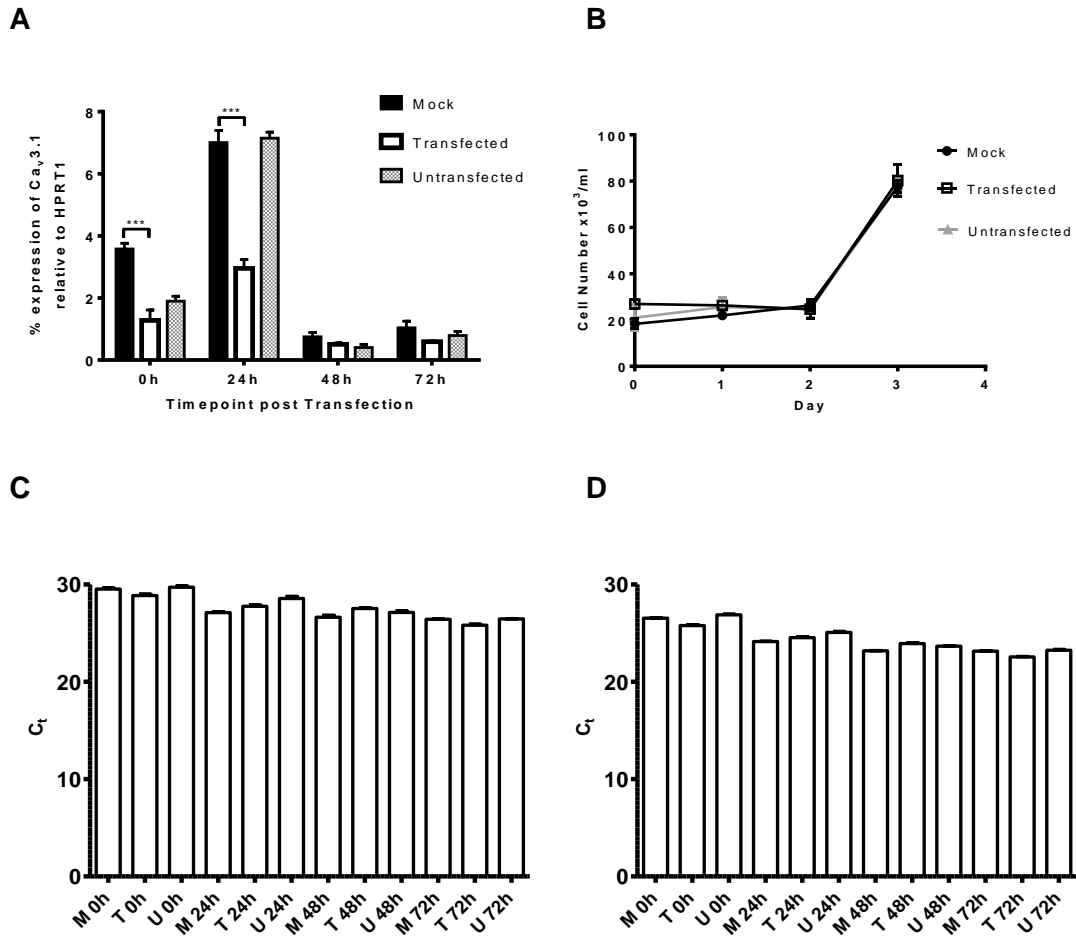 A
B
% expression of Cav3.1
relative to HPRT1
8
6
4
2
0
***
***
0h
24h
48h
72h
Timepoint post Transfection
Mock
Transfected
Untransfected
Cell Number x10³/ml
100
80
60
40
20
0
0
1
2
3
4
Day
Mock
Transfected
Untransfected
C
D
Ct
30
20
10
0
M 0h
T 0h
U 0h
M 24h
T 24h
U 24h
M 48h
T 48h
U 48h
M 72h
T 72h
U 72h
Ct
30
20
10
0
M 0h
T 0h
U 0h
M 24h
T 24h
U 24h
M 48h
T 48h
U 48h
M 72h
T 72h
U 72h